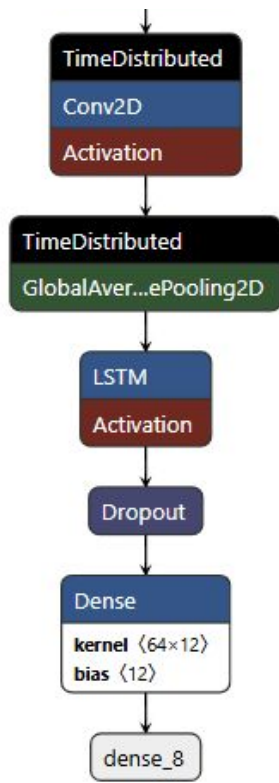 TimeDistributed
Conv2D
Activation
TimeDistributed
GlobalAver...ePooling2D
LSTM
Activation
Dropout
Dense
kernel ⟨64×12⟩
bias ⟨12⟩
dense_8